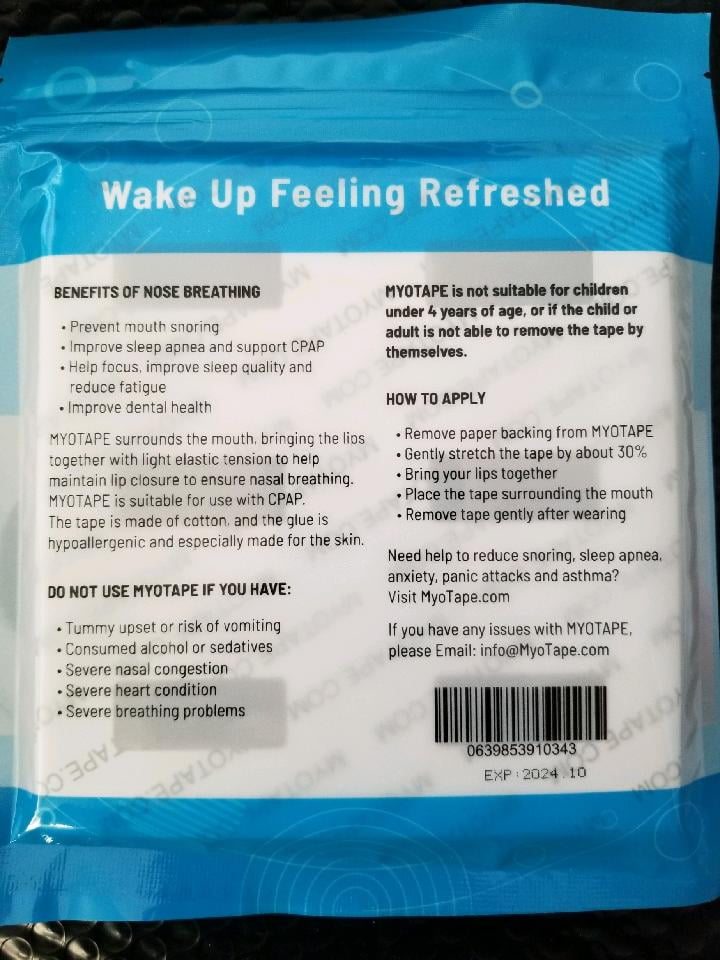 Wake Up Feeling Refreshed
BENEFITS OF NOSE BREATHING
• Prevent mouth snoring
• Improve sleep apnea and support CPAP
• Help focus, improve sleep quality and
reduce fatigue
• Improve dental health
MYOTAPE surrounds the mouth, bringing the lips
together with light elastic tension to help
maintain lip closure to ensure nasal breathing.
MYOTAPE is suitable for use with CPAP.
The tape is made of cotton, and the glue is
hypoallergenic and especially made for the skin.
DO NOT USE MYOTAPE IF YOU HAVE:
• Tummy upset or risk of vomiting
• Consumed alcohol or sedatives
• Severe nasal congestion
• Severe heart condition
• Severe breathing problems
MYOTAPE is not suitable for children
under 4 years of age, or if the child or
adult is not able to remove the tape by
themselves.
HOW TO APPLY
• Remove paper backing from MYOTAPE
• Gently stretch the tape by about 30%
• Bring your lips together
• Place the tape surrounding the mouth
• Remove tape gently after wearing
Need help to reduce snoring, sleep apnea,
anxiety, panic attacks and asthma?
Visit MyoTape.com
If you have any issues with MYOTAPE,
please Email: info@MyoTape.com
0639853910343
EXP:2024.10